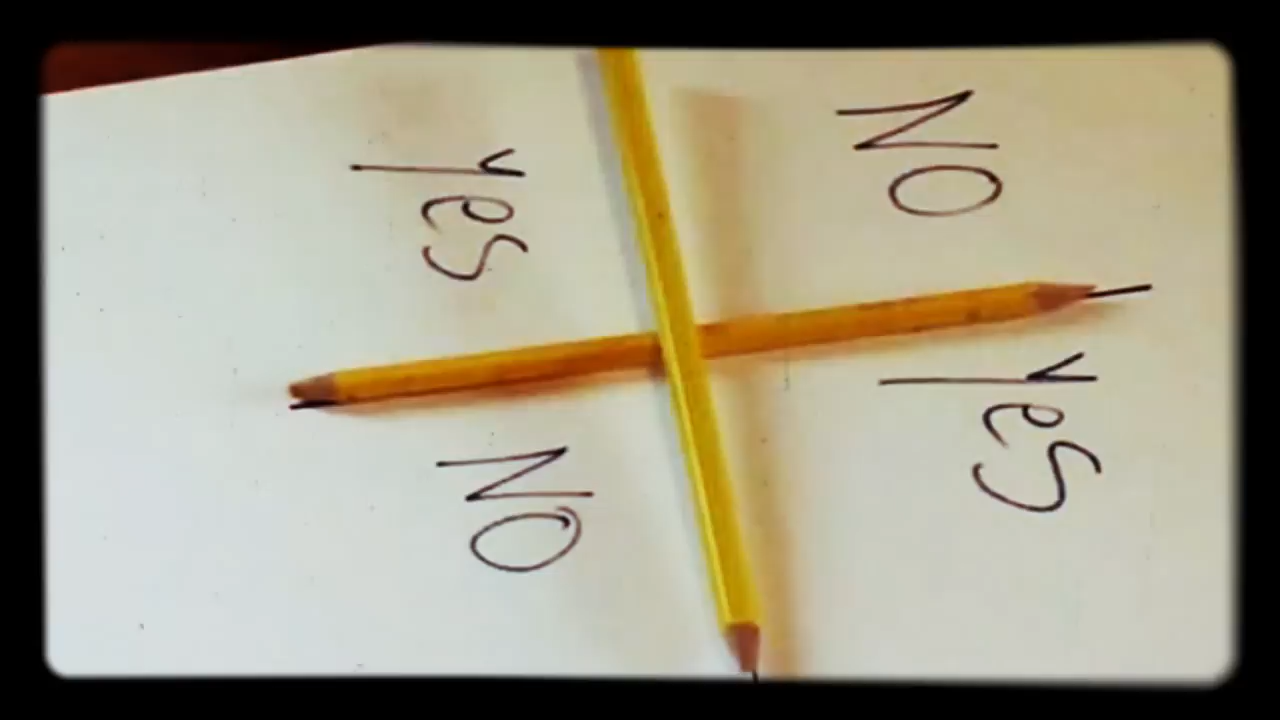 NO yes
yes NO